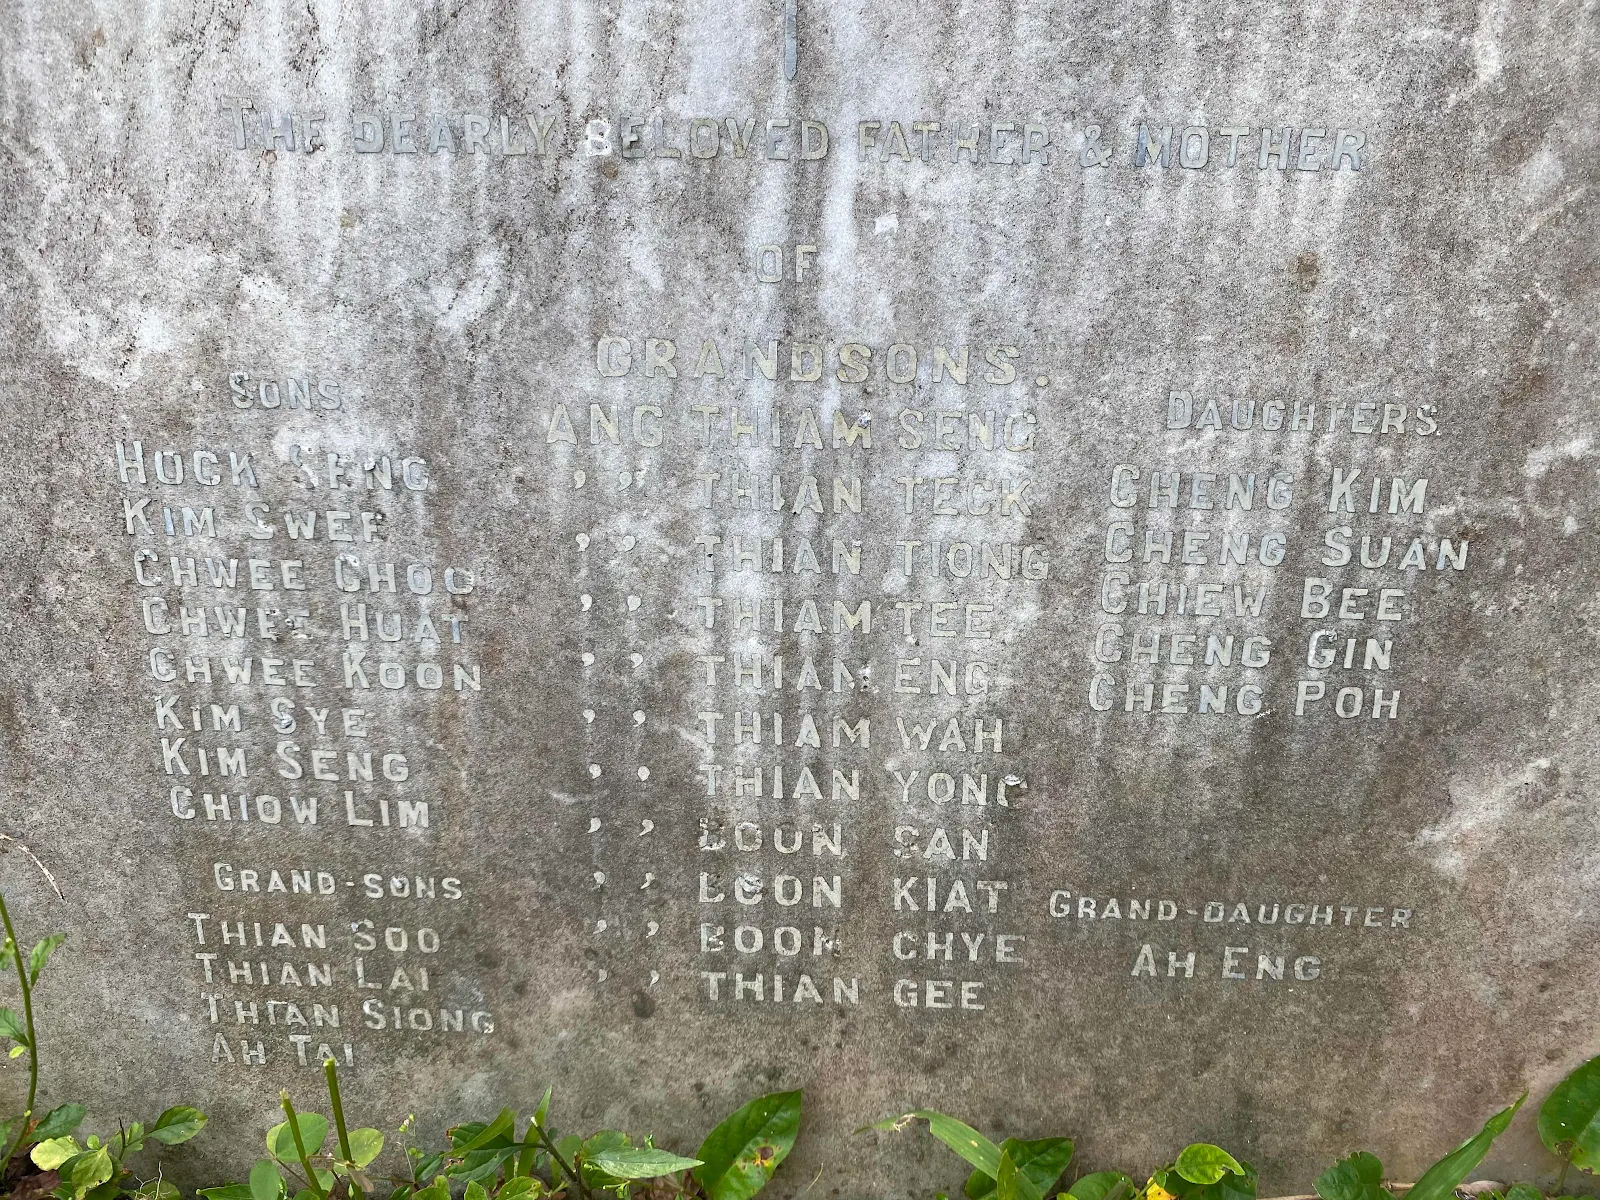 THE DEARLY BELOVED FATHER & MOTHER
OF
SONS
HOCK SENG
KIM SWEE
CHWEE CHOO
CHWEE HUAT
CHWEE KOON
KIM SYE
KIM SENG
CHIOW LIM
GRAND-SONS
THIAN SOO
THIAN LAI
THIAN SIONG
AH TAI
GRANDSONS.
ANG THIAM SENG
,, THIAN TECK
,, THIAN TIONG
,, THIAM TEE
,, THIAM ENG
,, THIAM WAH
,, THIAN YONG
,, BOON SAN
,, BOON KIAT
,, BOON CHYE
,, THIAN GEE
DAUGHTERS.
CHENG KIM
CHENG SUAN
CHIEW BEE
CHENG GIN
CHENG POH
GRAND-DAUGHTER
AH ENG